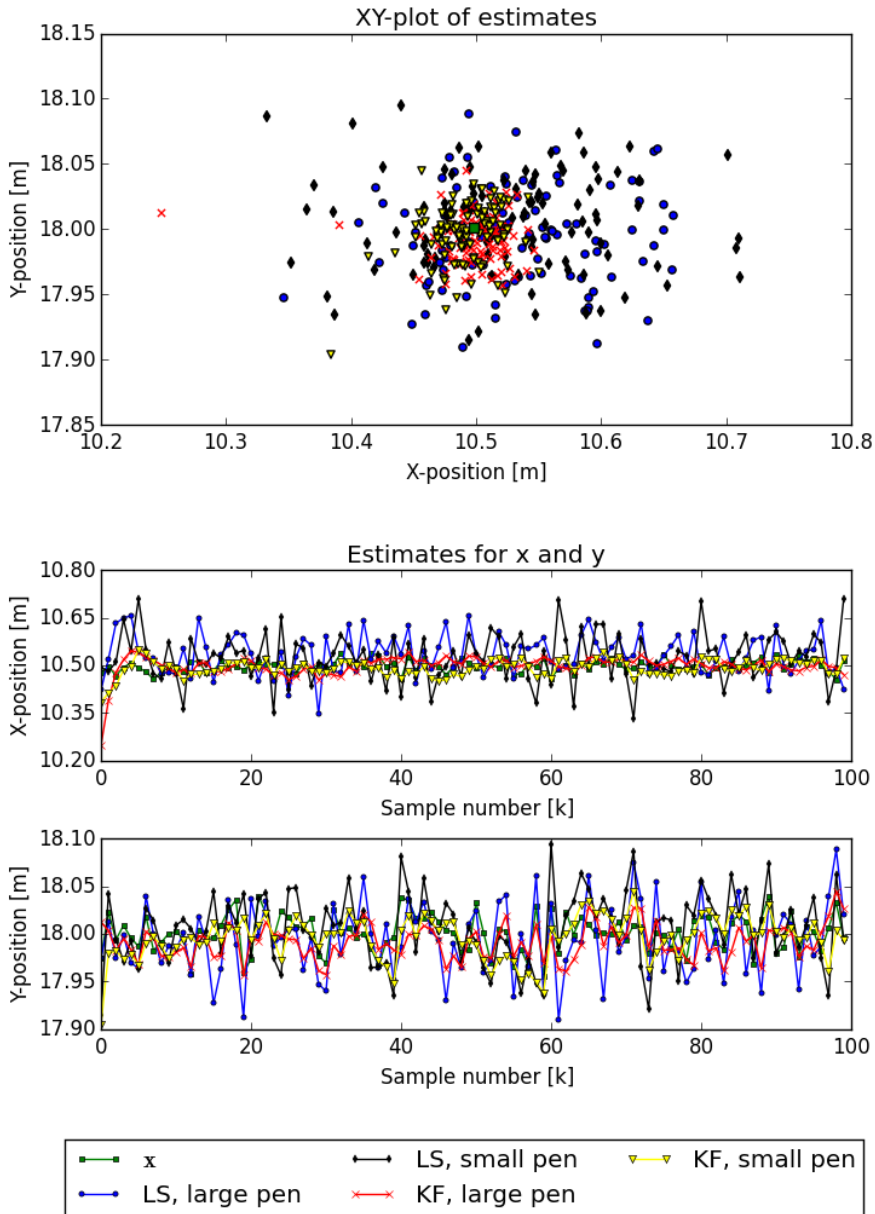 XY-plot of estimates
18.15
18.10
18.05
18.00
17.95
17.90
17.85
Y-position [m]
10.2 10.3 10.4 10.5 10.6 10.7 10.8
X-position [m]
Estimates for x and y
10.80
10.65
10.50
10.35
10.20
X-position [m]
0 20 40 60 80 100
Sample number [k]
18.10
18.05
18.00
17.95
17.90
Y-position [m]
0 20 40 60 80 100
Sample number [k]
x LS, small pen KF, small pen
LS, large pen KF, large pen